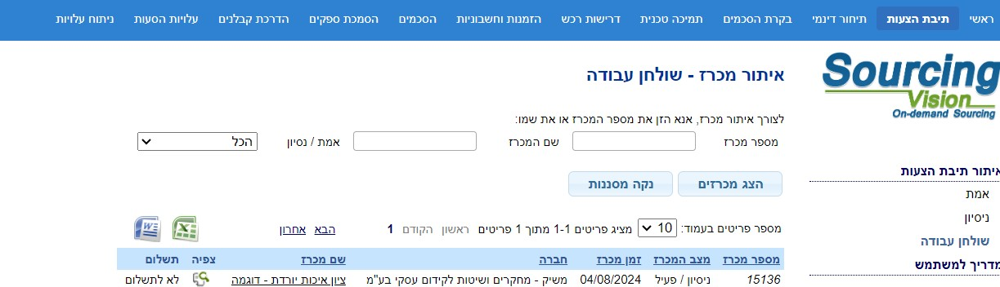 ראשי תיבת הצעות תיחור דינמי בקרת הסכמים תמיכה טכנית דרישות רכש הזמנות וחשבוניות הסכמים הסמכת ספקים הדרכת קבלנים עלויות הסעות ניתוח עלויות
Sourcing
Vision
On-demand Sourcing
איתור מכרז - שולחן עבודה
לצורך איתור מכרז, אנא הזן את מספר המכרז או את שמו:
מספר מכרז שם המכרז אמת / נסיון הכל
איתור תיבת הצעות
אמת
ניסיון
שולחן עבודה
מדריך למשתמש
הצג מכרזים נקה מסננות
מספר פריטים בעמוד: 10 מציג פריטים 1-1 מתוך 1 פריטים ראשון הקודם 1 הבא אחרון
מספר מכרז מצב המכרז זמן מכרז חברה שם מכרז צפיה תשלום
15136 ניסיון / פעיל 04/08/2024 משיק - מחקרים ושיטות לקידום עסקי בע"מ ציון איכות יורדת - דוגמה לא לתשלום